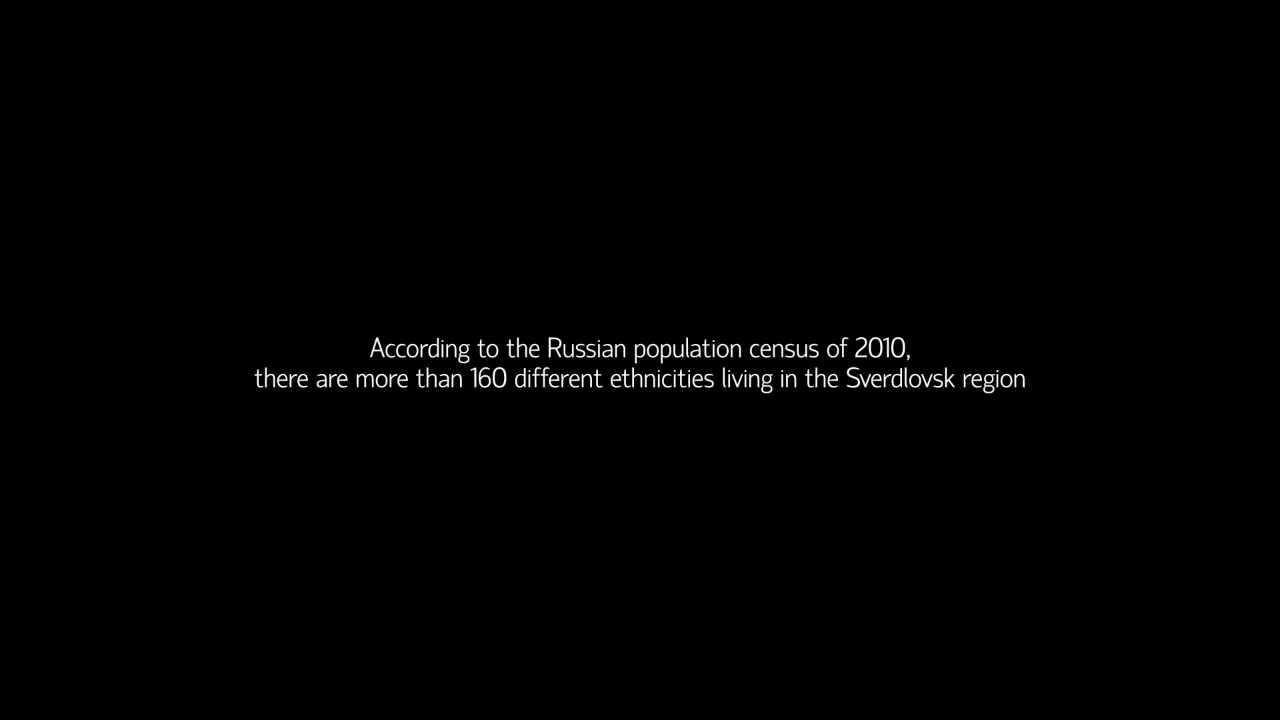 According to the Russian population census of 2010,
there are more than 160 different ethnicities living in the Sverdlovsk region